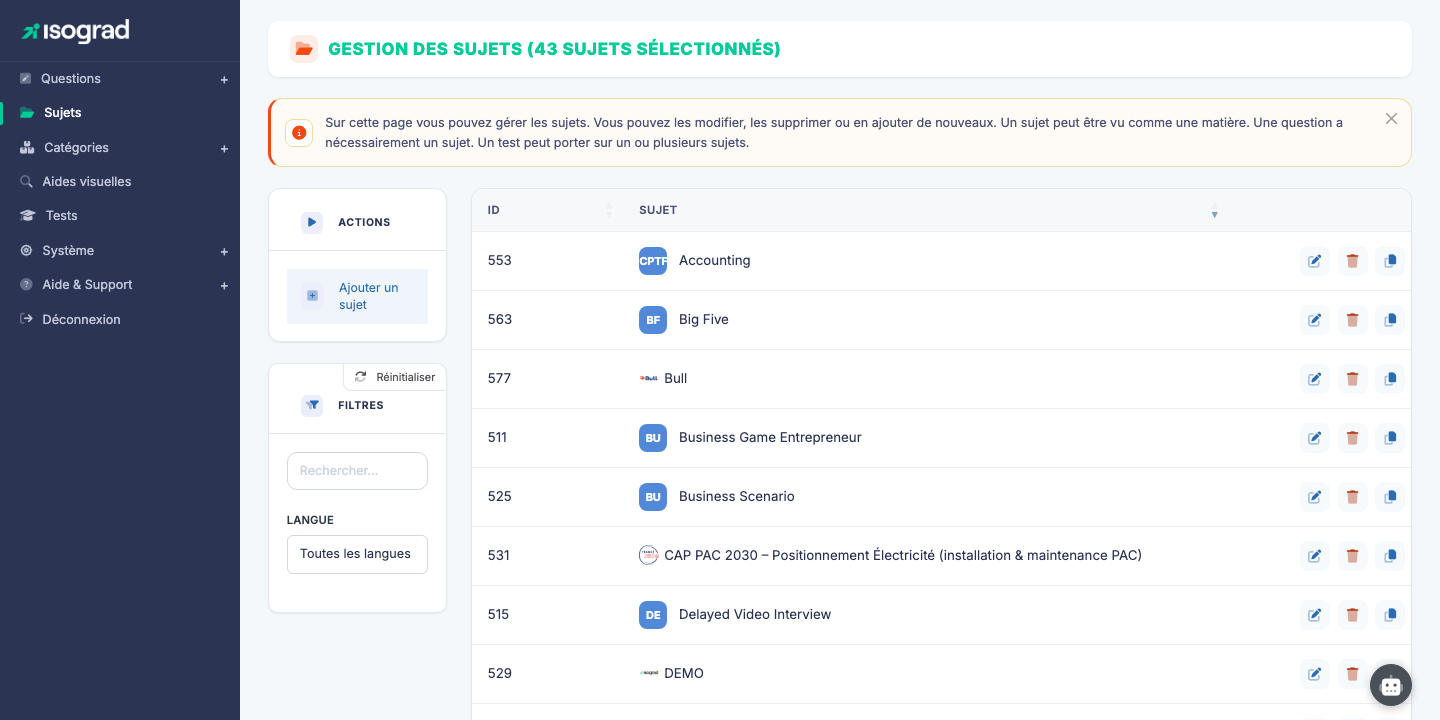 isograd
Questions
Sujets
Catégories
Aides visuelles
Tests
Système
Aide & Support
Déconnexion
GESTION DES SUJETS (43 SUJETS SÉLECTIONNÉS)
Sur cette page vous pouvez gérer les sujets. Vous pouvez les modifier, les supprimer ou en ajouter de nouveaux. Un sujet peut être vu comme une matière. Une question a
nécessairement un sujet. Un test peut porter sur un ou plusieurs sujets.
ACTIONS
Ajouter un
sujet
Réinitialiser
FILTRES
Rechercher...
LANGUE
Toutes les langues
ID SUJET
553 CPTF Accounting
563 BF Big Five
577 Bull Bull
511 BU Business Game Entrepreneur
525 BU Business Scenario
531 CAP PAC 2030 – Positionnement Électricité (installation & maintenance PAC)
515 DE Delayed Video Interview
529 isograd DEMO